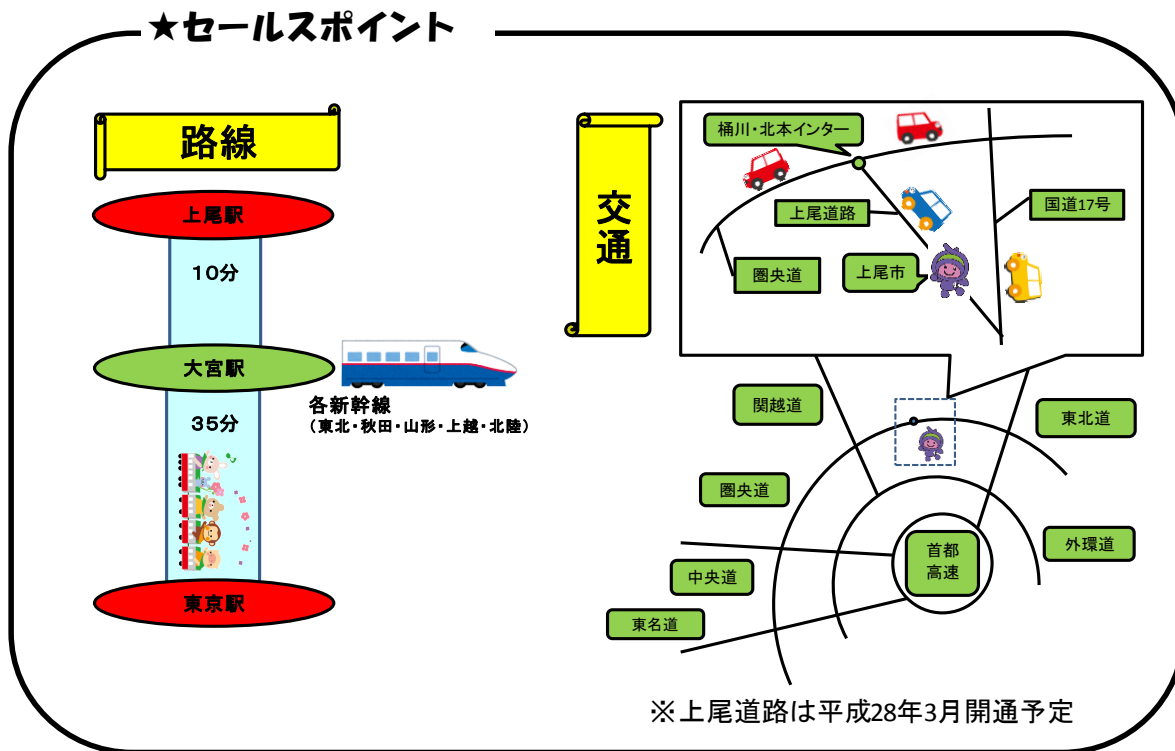 ★セールスポイント
路線
上尾駅
10分
大宮駅
各新幹線
（東北・秋田・山形・上越・北陸）
35分
東京駅
交通
桶川・北本インター
上尾道路
国道17号
圏央道
上尾市
関越道
東北道
圏央道
外環道
首都
高速
中央道
東名道
※上尾道路は平成28年3月開通予定